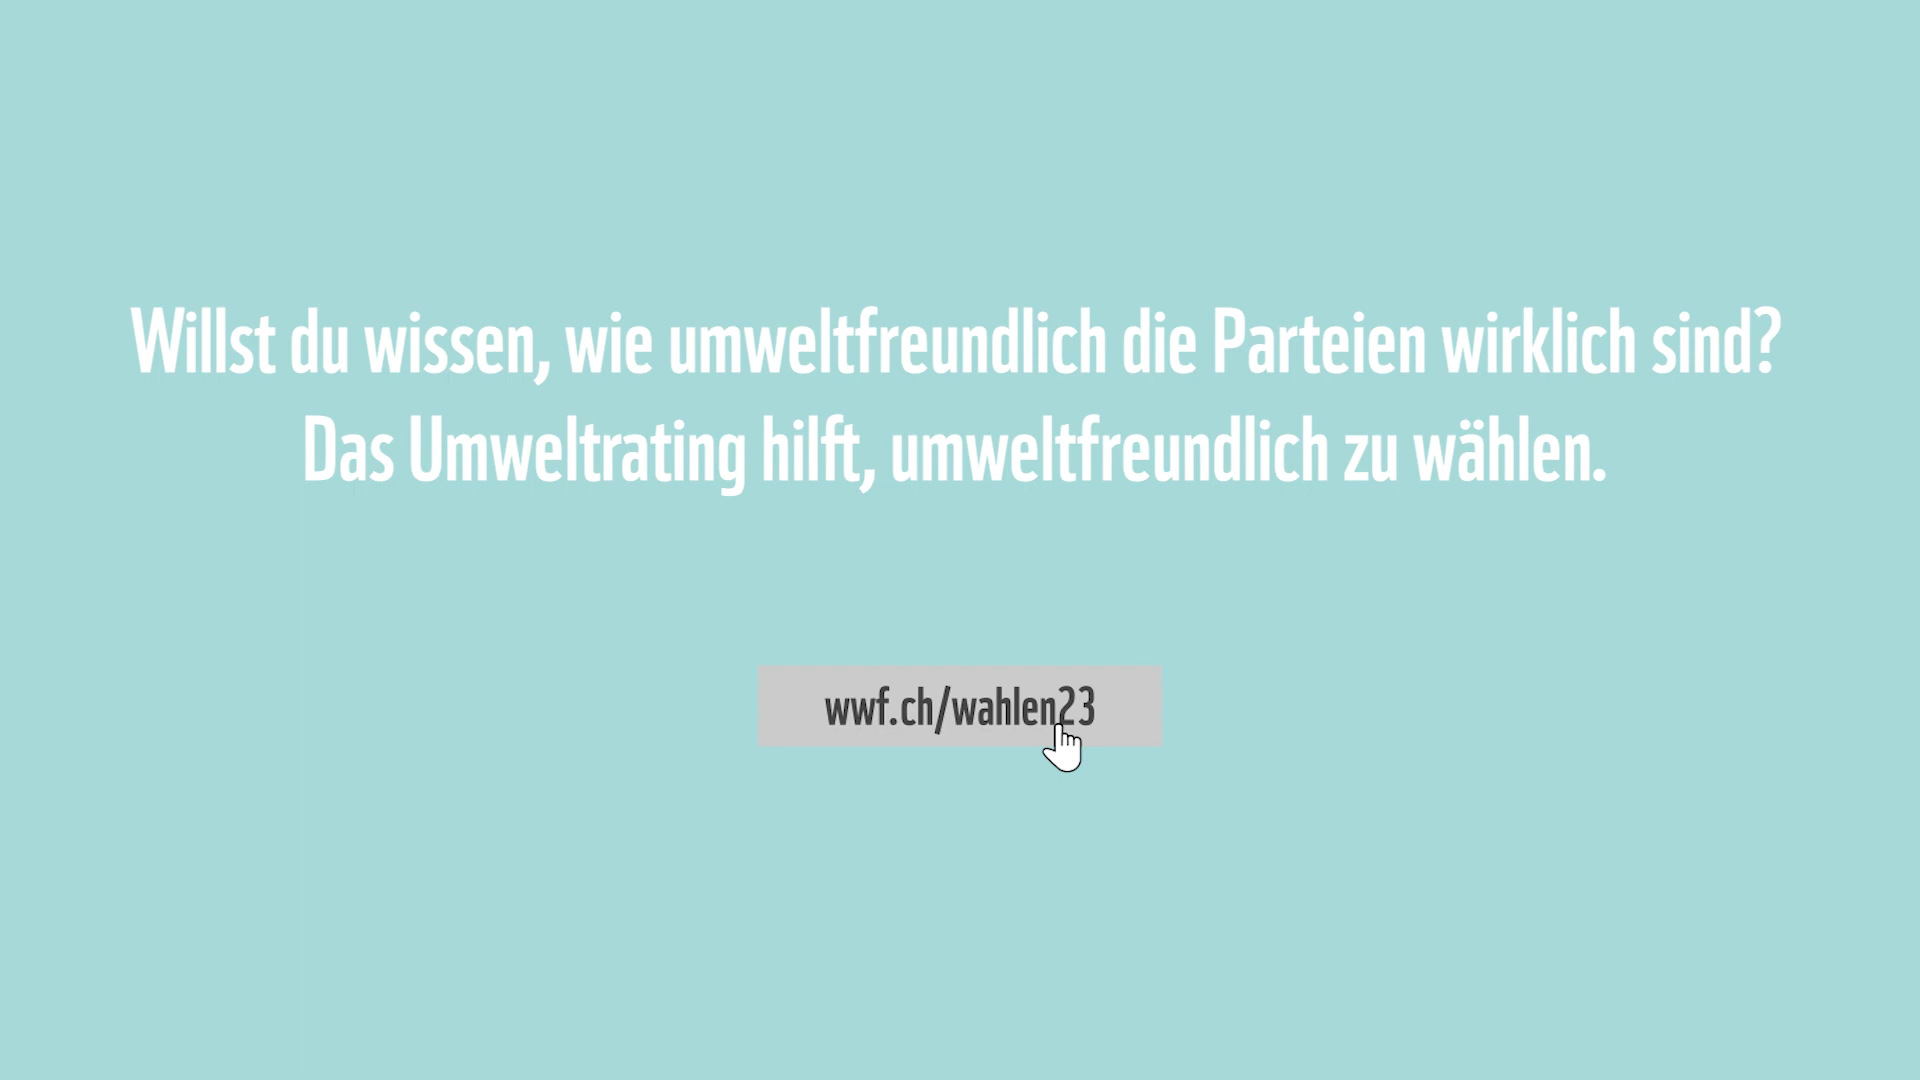 Willst du wissen, wie umweltfreundlich die Parteien wirklich sind?
Das Umweltrating hilft, umweltfreundlich zu wählen.
wwf.ch/wahlen23